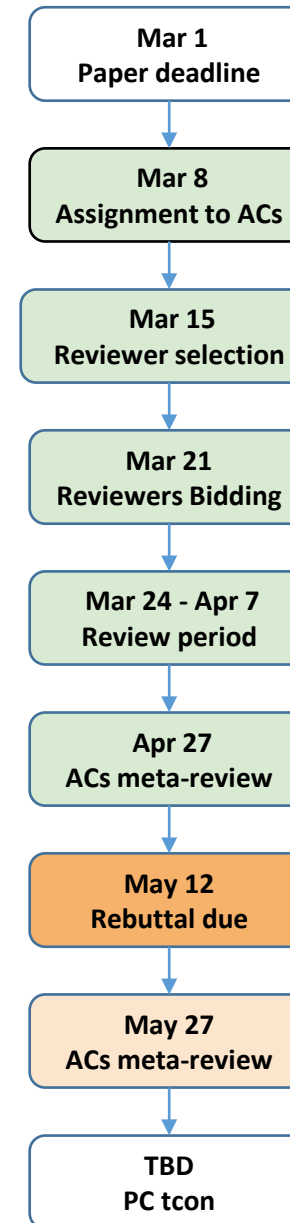 Mar 1
Paper deadline
Mar 8
Assignment to ACs
Mar 15
Reviewer selection
Mar 21
Reviewers Bidding
Mar 24 - Apr 7
Review period
Apr 27
ACs meta-review
May 12
Rebuttal due
May 27
ACs meta-review
TBD
PC tcon